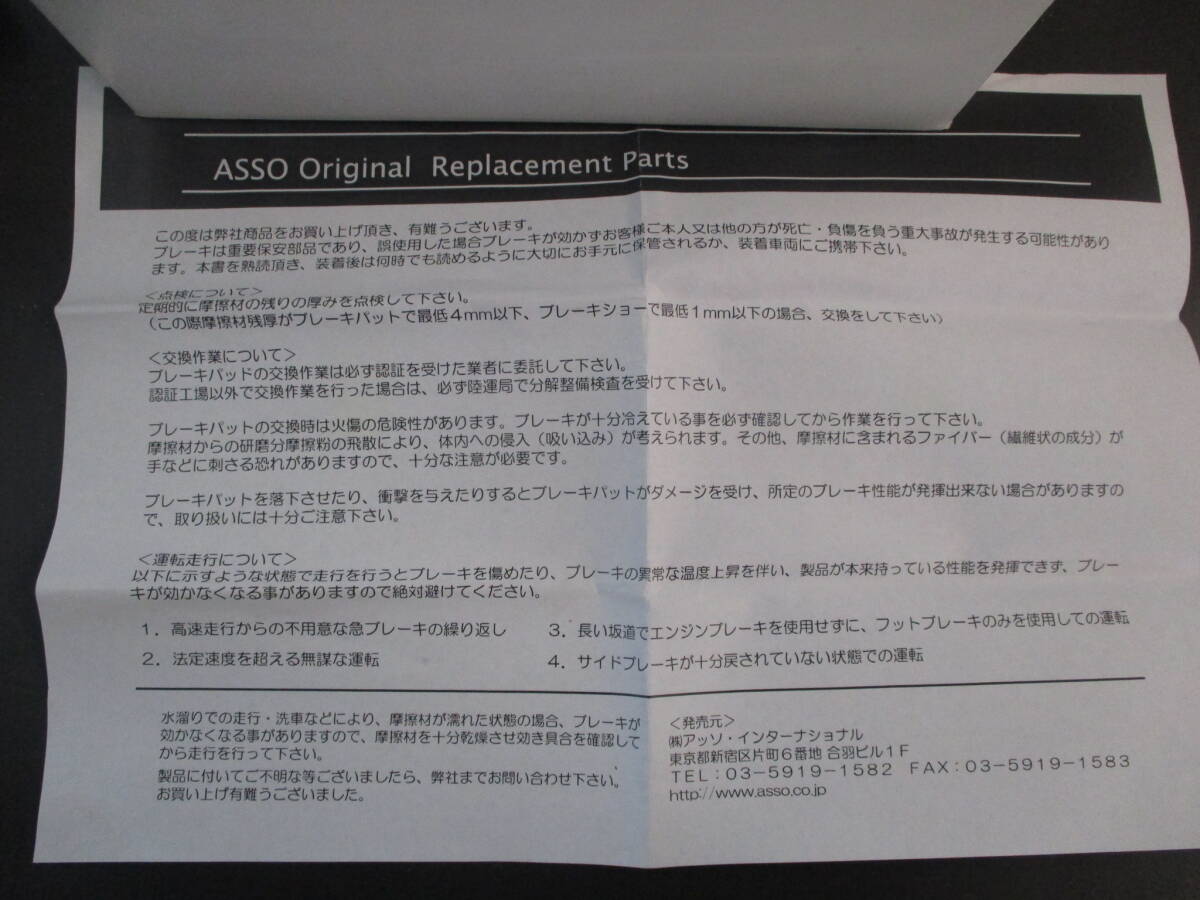 ASSO Original Replacement Parts
この度は弊社商品をお買い上げ頂き、有難うございます。
ブレーキは重要保安部品であり、誤使用した場合ブレーキが効かずお客様ご本人又は他の方が死亡・負傷を負う重大事故が発生する可能性があり
ます。本書を熟読頂き、装着後は何時でも読めるように大切にお手元に保管されるか、装着車両にご携帯下さい。
＜点検について＞
定期的に摩擦材の残りの厚みを点検して下さい。
（この際摩擦材残厚がブレーキパットで最低４mm以下、ブレーキショーで最低１mm以下の場合、交換をして下さい）
＜交換作業について＞
ブレーキパッドの交換作業は必ず認証を受けた業者に委託して下さい。
認証工場以外で交換作業を行った場合は、必ず陸運局で分解整備検査を受けて下さい。
ブレーキパットの交換時は火傷の危険性があります。ブレーキが十分冷えている事を必ず確認してから作業を行って下さい。
摩擦材からの研磨分摩擦粉の飛散により、体内への侵入（吸い込み）が考えられます。その他、摩擦材に含まれるファイバー（繊維状の成分）が
手などに刺さる恐れがありますので、十分な注意が必要です。
ブレーキパットを落下させたり、衝撃を与えたりするとブレーキパットがダメージを受け、所定のブレーキ性能が発揮出来ない場合がありますの
で、取り扱いには十分ご注意下さい。
＜運転走行について＞
以下に示すような状態で走行を行うとブレーキを傷めたり、ブレーキの異常な温度上昇を伴い、製品が本来持っている性能を発揮できず、ブレー
キが効かなくなる事がありますので絶対避けてください。
１．高速走行からの不用意な急ブレーキの繰り返し
２．法定速度を超える無謀な運転
３．長い坂道でエンジンブレーキを使用せずに、フットブレーキのみを使用しての運転
４．サイドブレーキが十分戻されていない状態での運転
水溜りでの走行・洗車などにより、摩擦材が濡れた状態の場合、ブレーキが
効かなくなる事がありますので、摩擦材を十分乾燥させ効き具合を確認して
から走行を行って下さい。
製品に付いてご不明な等ございましたら、弊社までお問い合わせ下さい。
お買い上げ有難うございました。
＜発売元＞
㈱アッソ・インターナショナル
東京都新宿区片町６番地 合羽ビル１Ｆ
ＴＥＬ：０３－５９１９－１５８２ ＦＡＸ：０３－５９１９－１５８３
http://www.asso.co.jp